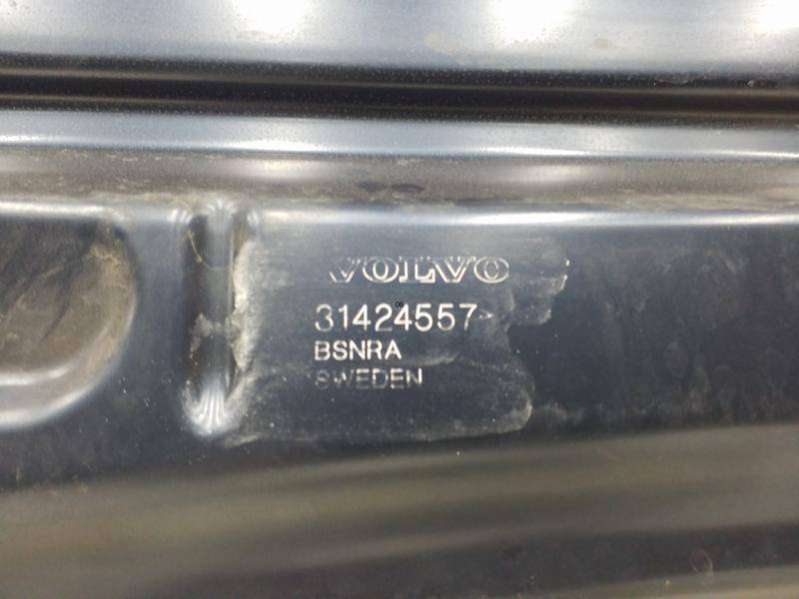 VOLVO
31424557
BSNRA
SWEDEN